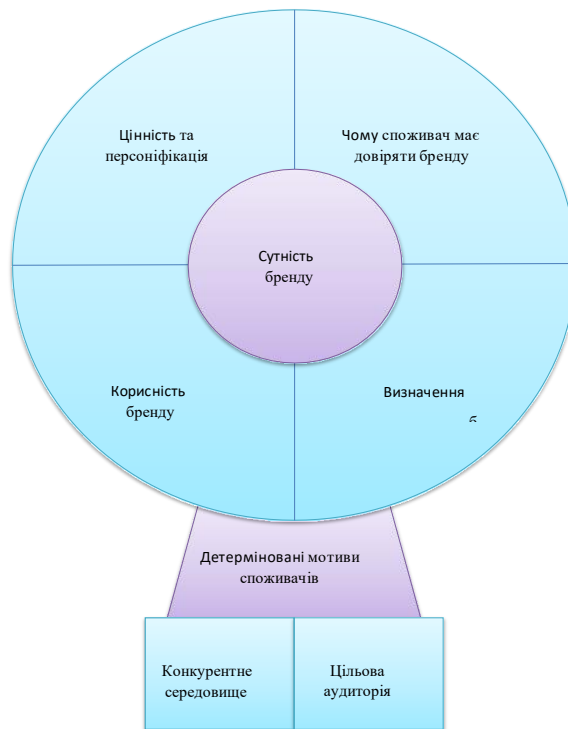 Цінність та
персоніфікація
Чому споживач має
довіряти бренду
Сутність
бренду
Корисність
бренду
Визначення
Детерміновані мотиви
споживачів
Конкурентне
середовище
Цільова
аудиторія